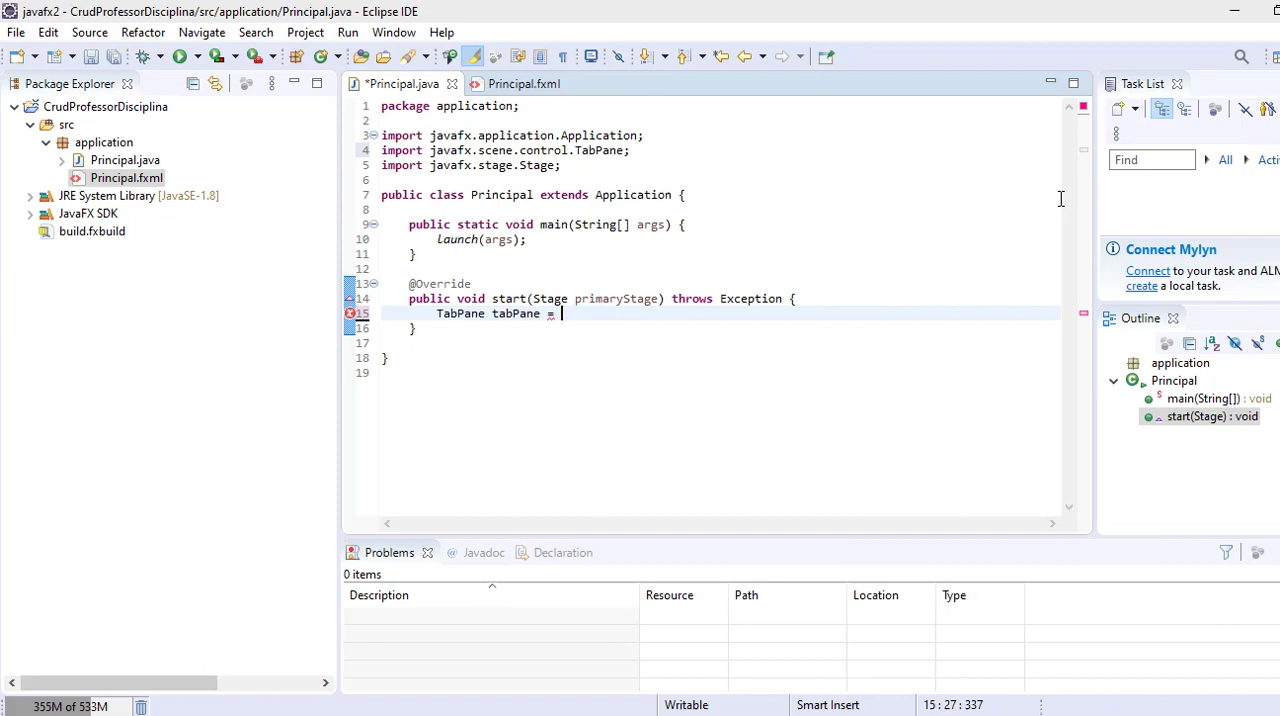 javafx2 - CrudProfessorDisciplina/src/application/Principal.java - Eclipse IDE
File Edit Source Refactor Navigate Search Project Run Window Help
Package Explorer
*Principal.java Principal.fxml
Task List
CrudProfessorDisciplina
src
application
Principal.java
Principal.fxml
JRE System Library [JavaSE-1.8]
JavaFX SDK
build.fxbuild
1 package application;
2
3 import javafx.application.Application;
4 import javafx.scene.control.TabPane;
5 import javafx.stage.Stage;
6
7 public class Principal extends Application {
8
9 public static void main(String[] args) {
10 launch(args);
11 }
12
13 @Override
14 public void start(Stage primaryStage) throws Exception {
15 TabPane tabPane =
16 }
17
18 }
19
Find All Acti
Connect Mylyn
Connect to your task and ALM
create a local task.
Outline
application
Principal
main(String[]) : void
start(Stage) : void
Problems Javadoc Declaration
0 items
Description Resource Path Location Type
355M of 533M Writable Smart Insert 15 : 27 : 337